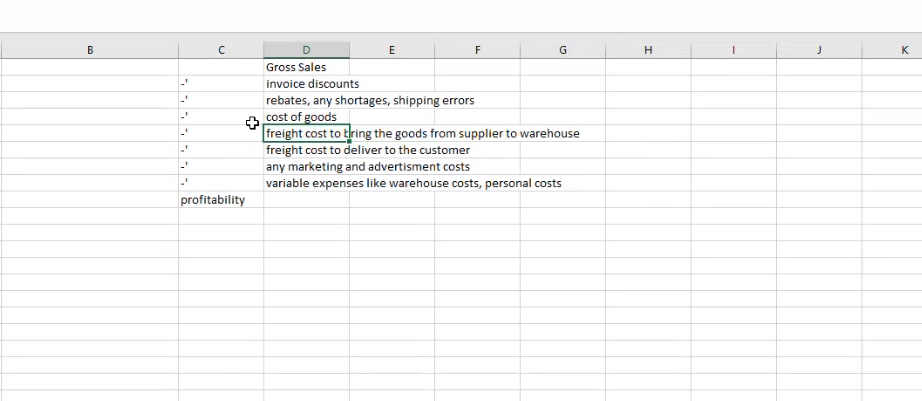 B C D E F G H I J K
Gross Sales
-' invoice discounts
-' rebates, any shortages, shipping errors
-' cost of goods
-' freight cost to bring the goods from supplier to warehouse
-' freight cost to deliver to the customer
-' any marketing and advertisment costs
-' variable expenses like warehouse costs, personal costs
profitability